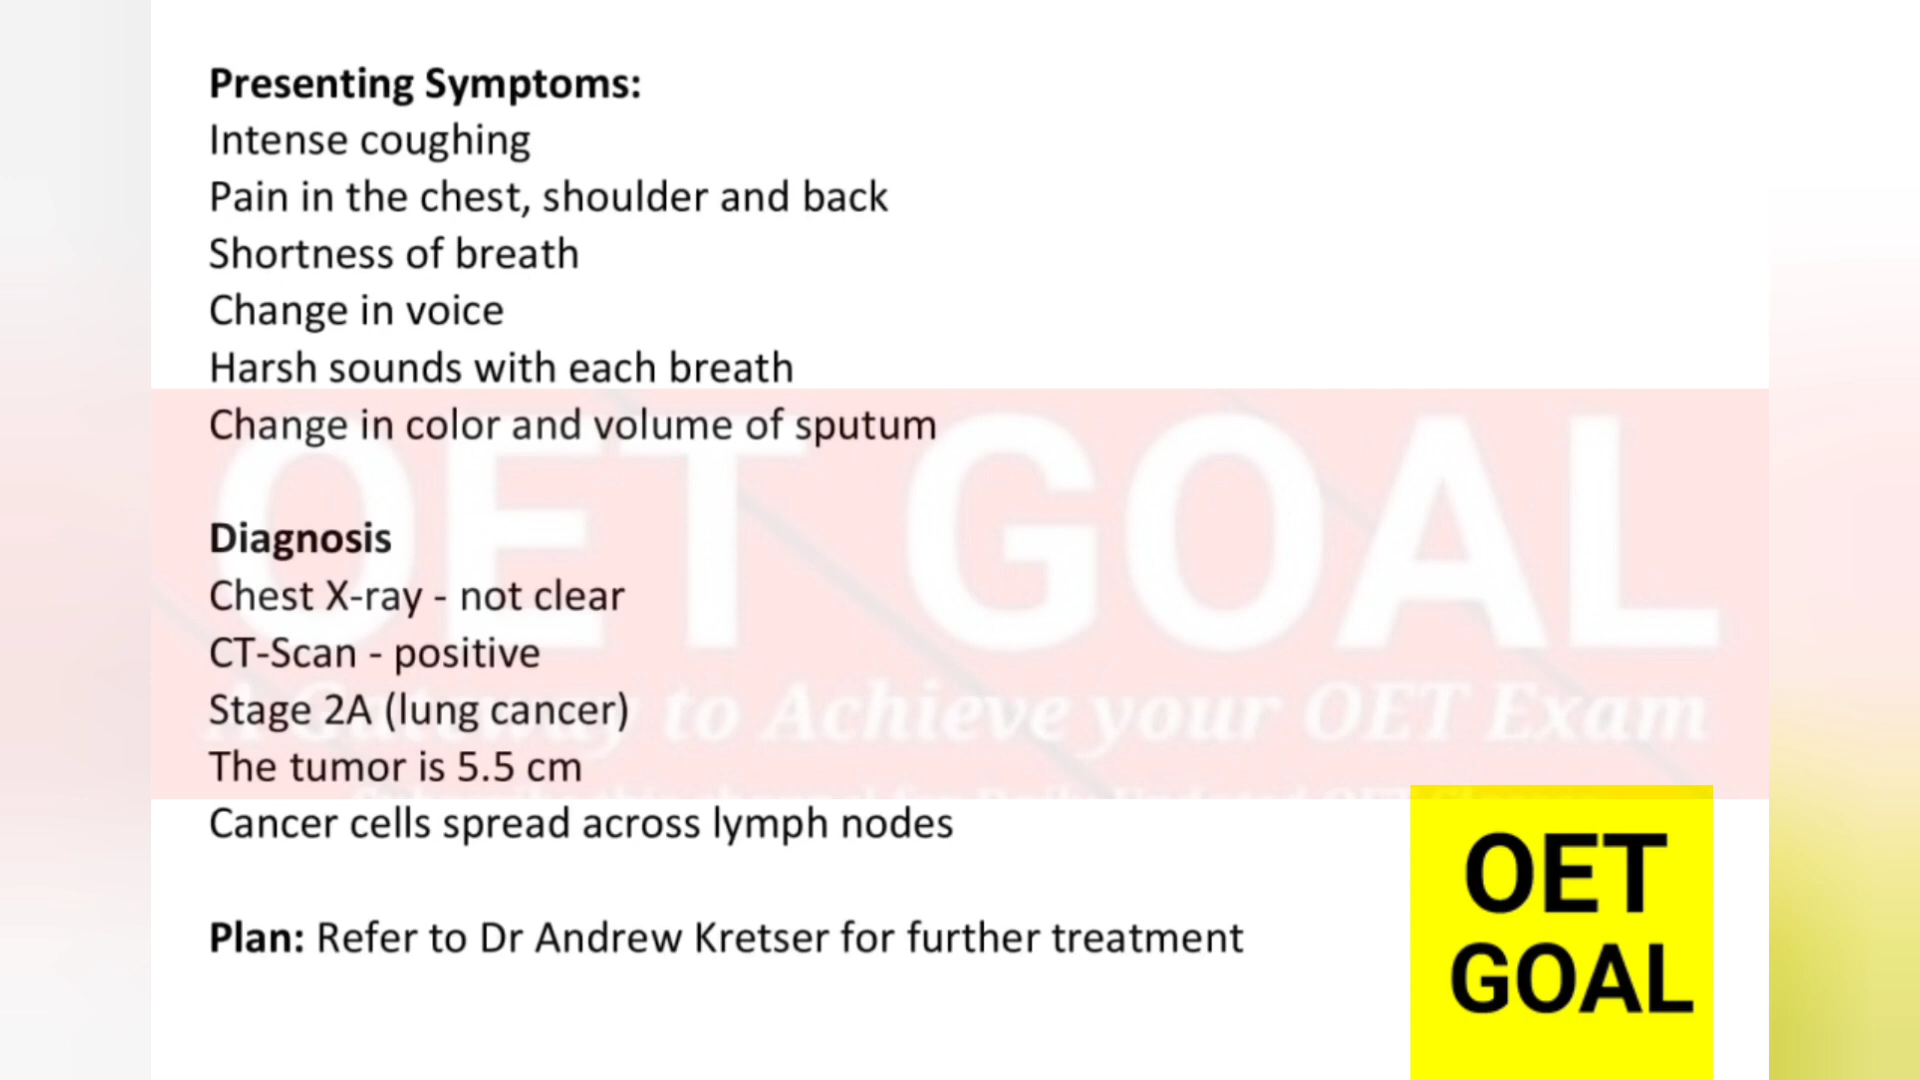 Presenting Symptoms:
Intense coughing
Pain in the chest, shoulder and back
Shortness of breath
Change in voice
Harsh sounds with each breath
Change in color and volume of sputum
OET GOAL
Diagnosis
Chest X-ray - not clear
CT-Scan - positive
Stage 2A (lung cancer)
A Gateway to Achieve your OET Exam
The tumor is 5.5 cm
Cancer cells spread across lymph nodes
Plan: Refer to Dr Andrew Kretser for further treatment
OET
GOAL